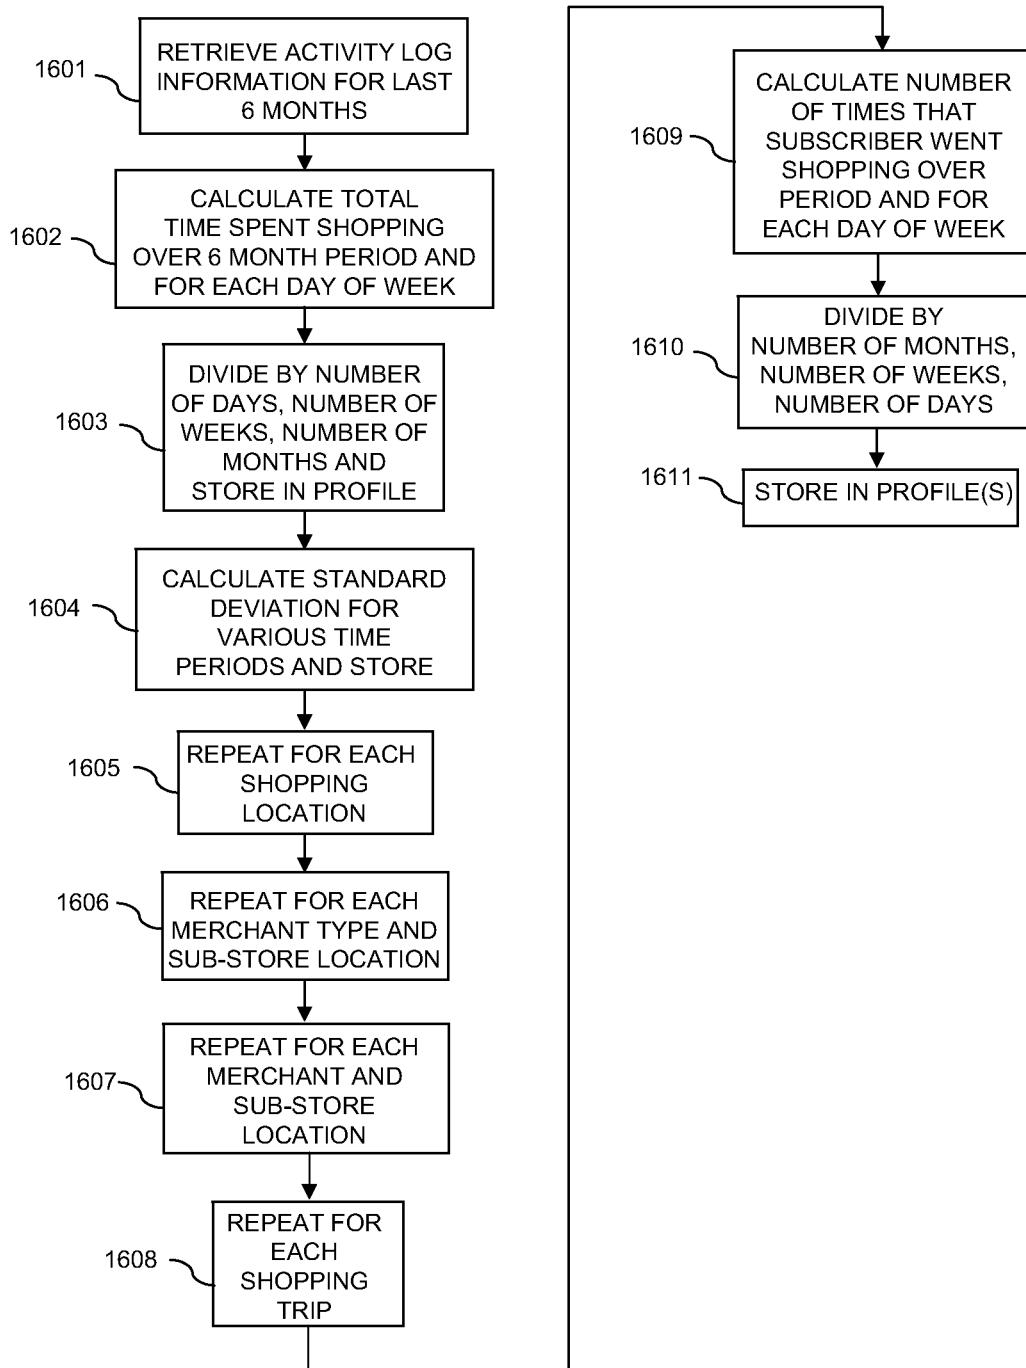 1601
RETRIEVE ACTIVITY LOG
INFORMATION FOR LAST
6 MONTHS
1602
CALCULATE TOTAL
TIME SPENT SHOPPING
OVER 6 MONTH PERIOD AND
FOR EACH DAY OF WEEK
1603
DIVIDE BY NUMBER
OF DAYS, NUMBER OF
WEEKS, NUMBER OF
MONTHS AND
STORE IN PROFILE
1604
CALCULATE STANDARD
DEVIATION FOR
VARIOUS TIME
PERIODS AND STORE
1605
REPEAT FOR EACH
SHOPPING
LOCATION
1606
REPEAT FOR EACH
MERCHANT TYPE AND
SUB-STORE LOCATION
1607
REPEAT FOR EACH
MERCHANT AND
SUB-STORE
LOCATION
1608
REPEAT FOR
EACH
SHOPPING
TRIP
1609
CALCULATE NUMBER
OF TIMES THAT
SUBSCRIBER WENT
SHOPPING OVER
PERIOD AND FOR
EACH DAY OF WEEK
1610
DIVIDE BY
NUMBER OF MONTHS,
NUMBER OF WEEKS,
NUMBER OF DAYS
1611
STORE IN PROFILE(S)